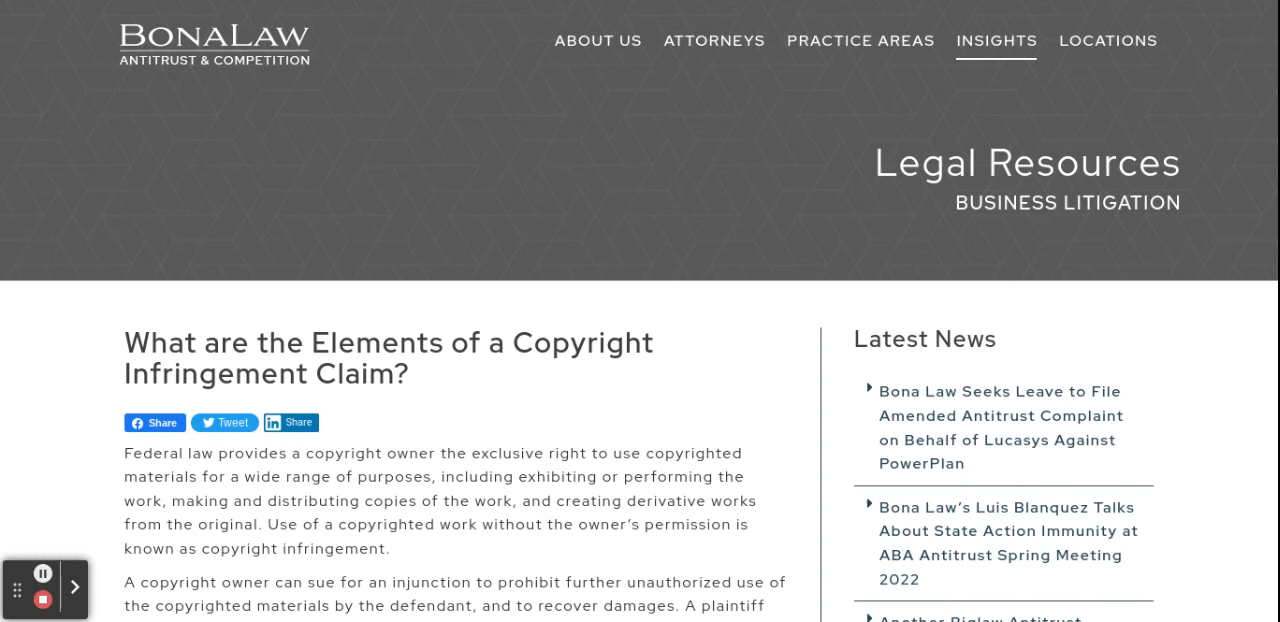 BONALAW
ANTITRUST & COMPETITION
ABOUT US ATTORNEYS PRACTICE AREAS INSIGHTS LOCATIONS
Legal Resources
BUSINESS LITIGATION
What are the Elements of a Copyright
Infringement Claim?
Share Tweet Share
Federal law provides a copyright owner the exclusive right to use copyrighted
materials for a wide range of purposes, including exhibiting or performing the
work, making and distributing copies of the work, and creating derivative works
from the original. Use of a copyrighted work without the owner’s permission is
known as copyright infringement.
A copyright owner can sue for an injunction to prohibit further unauthorized use of
the copyrighted materials by the defendant, and to recover damages. A plaintiff
Latest News
Bona Law Seeks Leave to File
Amended Antitrust Complaint
on Behalf of Lucasys Against
PowerPlan
Bona Law’s Luis Blanquez Talks
About State Action Immunity at
ABA Antitrust Spring Meeting
2022
Another Biglaw Antitrust